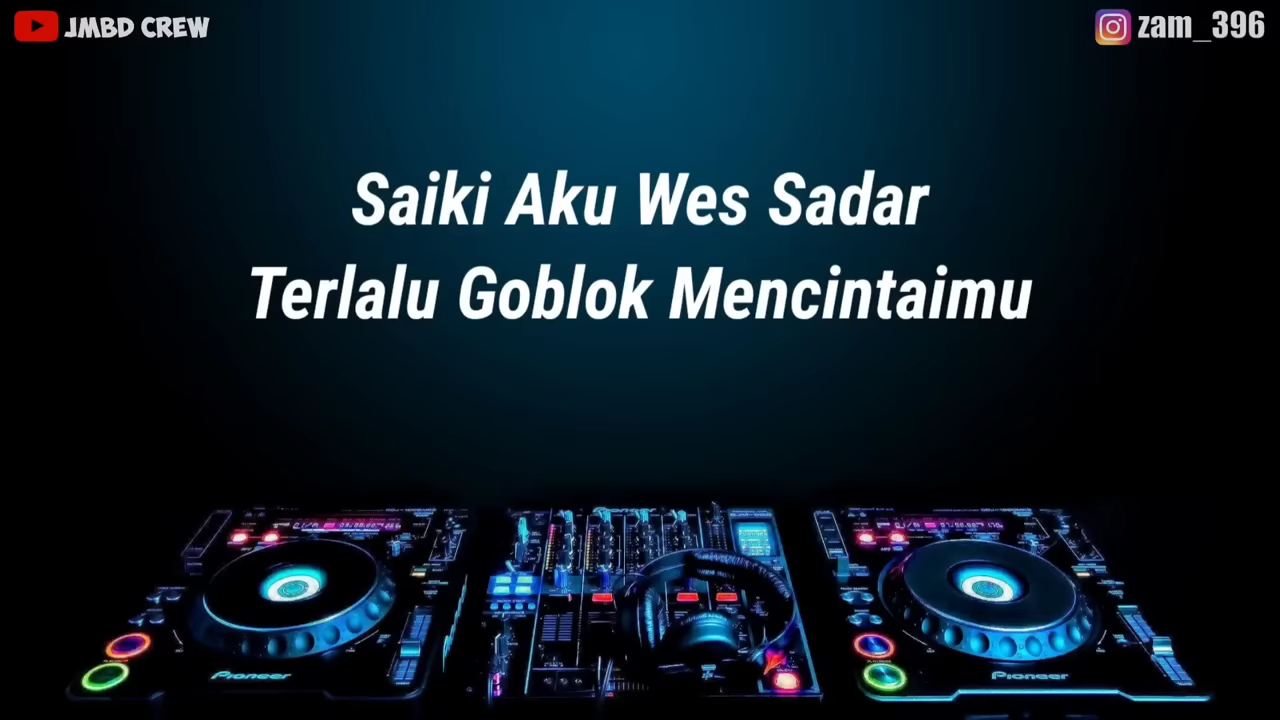 JMBD CREW
zam_396
Saiki Aku Wes Sadar
Terlalu Goblok Mencintaimu
Pioneer
Pioneer